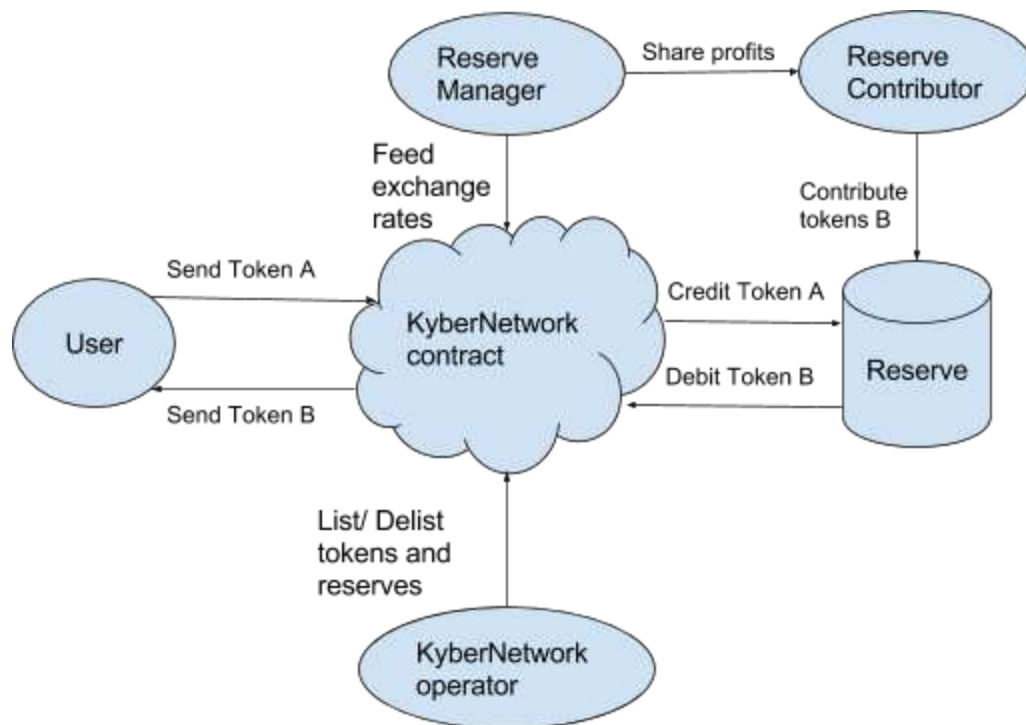 Reserve
Manager
Share profits
Reserve
Contributor
Feed
exchange
rates
Contribute
tokens B
Send Token A
Credit Token A
User
KyberNetwork
contract
Reserve
Debit Token B
Send Token B
List/ Delist
tokens and
reserves
KyberNetwork
operator